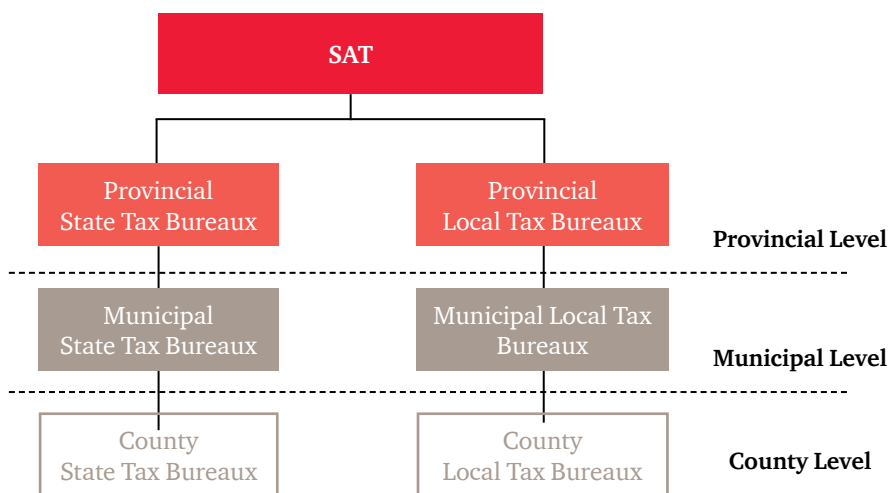 SAT
Provincial
State Tax Bureaux
Provincial
Local Tax Bureaux
Provincial Level
Municipal
State Tax Bureaux
Municipal Local Tax
Bureaux
Municipal Level
County
State Tax Bureaux
County
Local Tax Bureaux
County Level